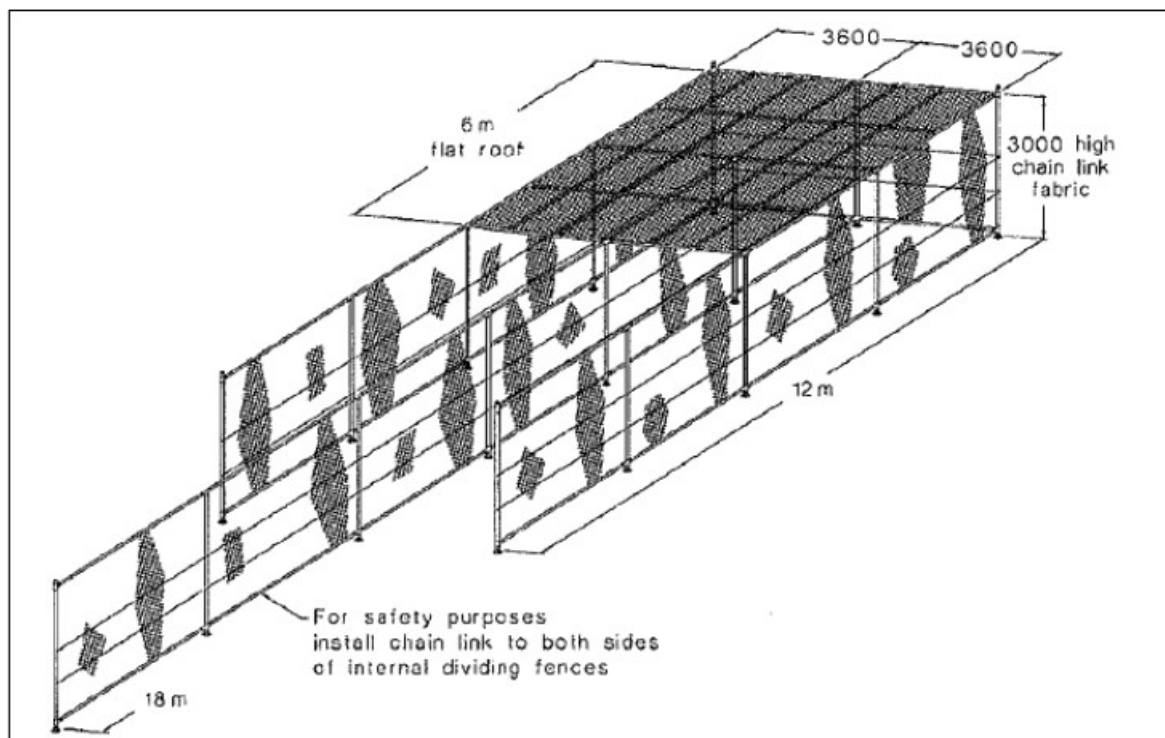 3600
3600
6 m
flat roof
3000 high
chain link
fabric
12 m
For safety purposes
install chain link to both sides
of internal dividing fences
18 m